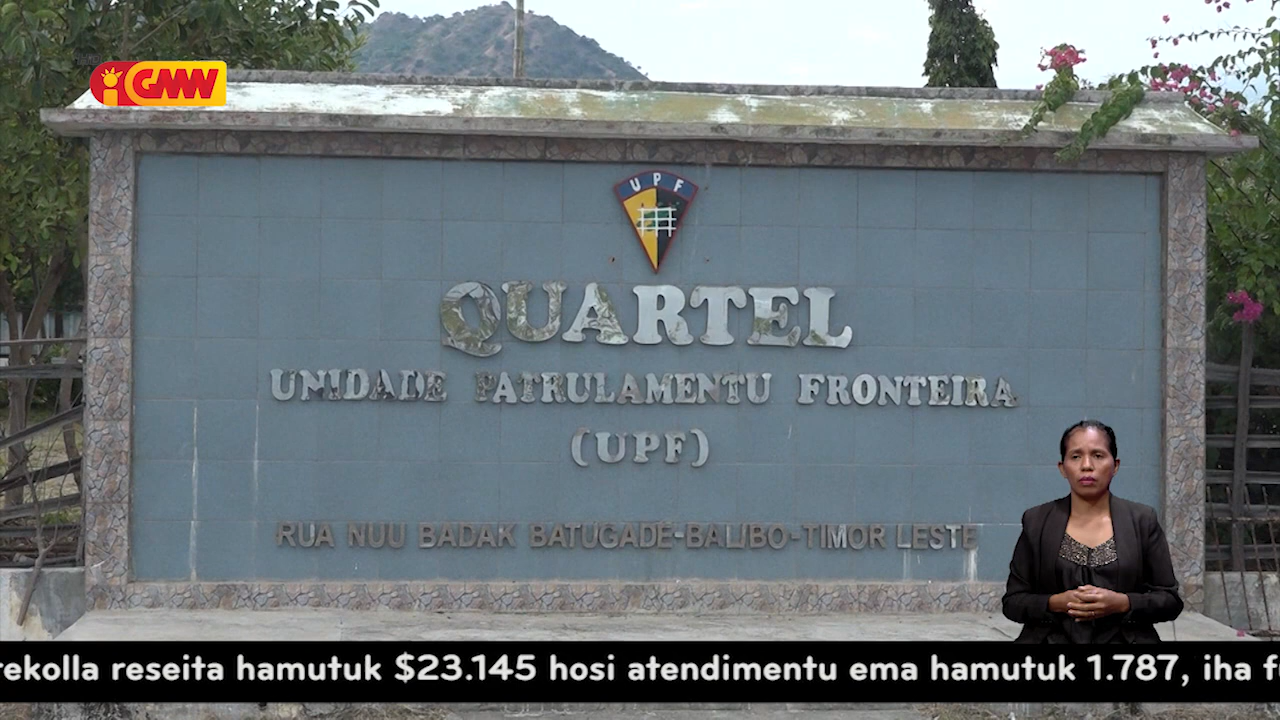 GMN
UPF
QUARTEL
UNIDADE PATRULAMENTU FRONTEIRA
(UPF)
RUA NUU BADAK BATUGADE-BALIBO-TIMOR LESTE
rekolla reseita hamutuk $23.145 hosi atendimentu ema hamutuk 1.787, iha